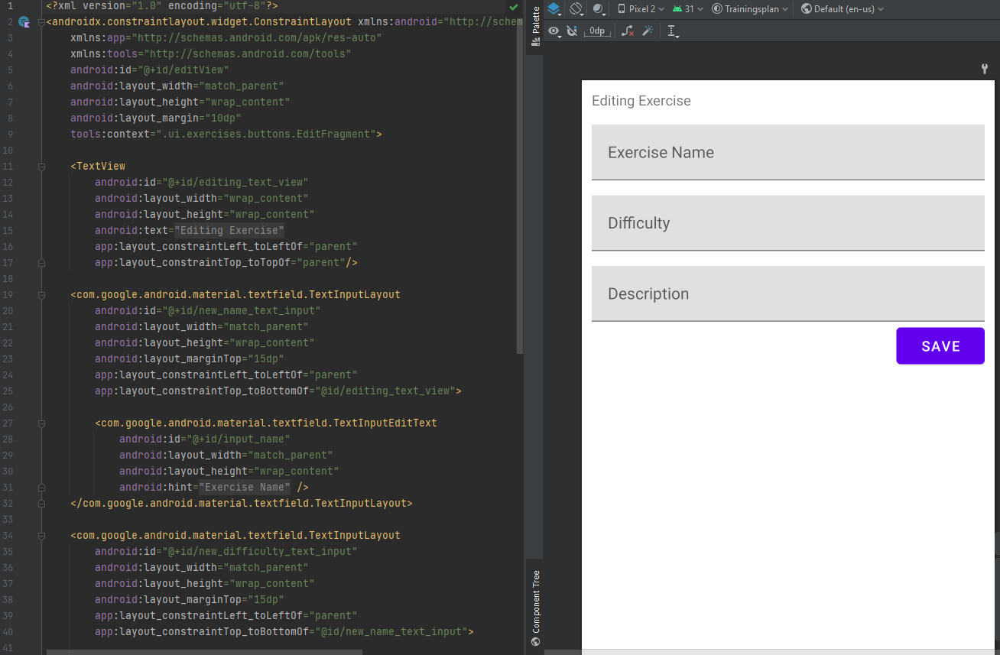 1 <?xml version="1.0" encoding="utf-8"?>
2 <androidx.constraintlayout.widget.ConstraintLayout xmlns:android="http://schem
3 xmlns:app="http://schemas.android.com/apk/res-auto"
4 xmlns:tools="http://schemas.android.com/tools"
5 android:id="@+id/editView"
6 android:layout_width="match_parent"
7 android:layout_height="wrap_content"
8 android:layout_margin="10dp"
9 tools:context=".ui.exercises.buttons.EditFragment">
10
11 <TextView
12 android:id="@+id/editing_text_view"
13 android:layout_width="wrap_content"
14 android:layout_height="wrap_content"
15 android:text="Editing Exercise"
16 app:layout_constraintLeft_toLeftOf="parent"
17 app:layout_constraintTop_toTopOf="parent"/>
18
19 <com.google.android.material.textfield.TextInputLayout
20 android:id="@+id/new_name_text_input"
21 android:layout_width="match_parent"
22 android:layout_height="wrap_content"
23 android:layout_marginTop="15dp"
24 app:layout_constraintLeft_toLeftOf="parent"
25 app:layout_constraintTop_toBottomOf="@id/editing_text_view">
26
27 <com.google.android.material.textfield.TextInputEditText
28 android:id="@+id/input_name"
29 android:layout_width="match_parent"
30 android:layout_height="wrap_content"
31 android:hint="Exercise Name" />
32 </com.google.android.material.textfield.TextInputLayout>
33
34 <com.google.android.material.textfield.TextInputLayout
35 android:id="@+id/new_difficulty_text_input"
36 android:layout_width="match_parent"
37 android:layout_height="wrap_content"
38 android:layout_marginTop="15dp"
39 app:layout_constraintLeft_toLeftOf="parent"
40 app:layout_constraintTop_toBottomOf="@id/new_name_text_input">
41
Palette
Component Tree
Pixel 2 31 Trainingsplan Default (en-us)
0dp
Editing Exercise
Exercise Name
Difficulty
Description
SAVE